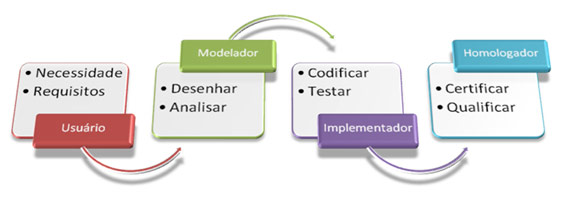 • Necessidade
• Requisitos
Usuário
Modelador
• Desenhar
• Analisar
• Codificar
• Testar
Implementador
Homologador
• Certificar
• Qualificar